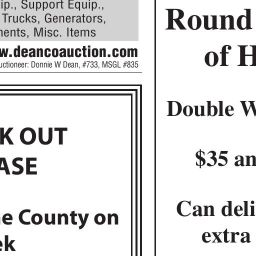 ip., Support Equip.,
Trucks, Generators,
ments, Misc. Items
w.deancoauction.com
uctioneer: Donnie W Dean, #733, MSGL #835
K OUT
ASE
e County on
ek
Round
of H
Double W
$35 an
Can deli
extra